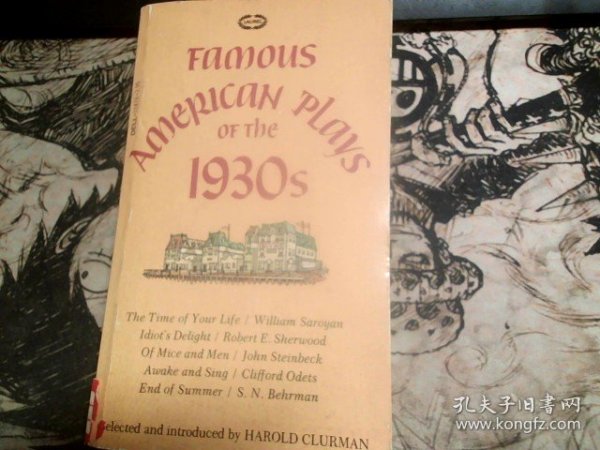 LAUREL
FAMOUS
AMERICAN PLAYS
OF the
1930s
The Time of Your Life / William Saroyan
Idiot's Delight / Robert E. Sherwood
Of Mice and Men / John Steinbeck
Awake and Sing / Clifford Odets
End of Summer / S. N. Behrman
elected and introduced by HAROLD CLURMAN
孔夫子旧书网
www.kongfz.com